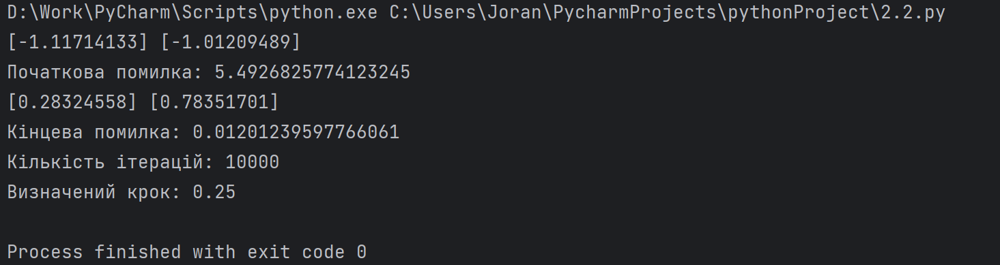 D:\Work\PyCharm\Scripts\python.exe C:\Users\Joran\PycharmProjects\pythonProject\2.2.py
[-1.11714133] [-1.01209489]
Початкова помилка: 5.4926825774123245
[0.28324558] [0.78351701]
Кінцева помилка: 0.01201239597766061
Кількість ітерацій: 10000
Визначений крок: 0.25
Process finished with exit code 0